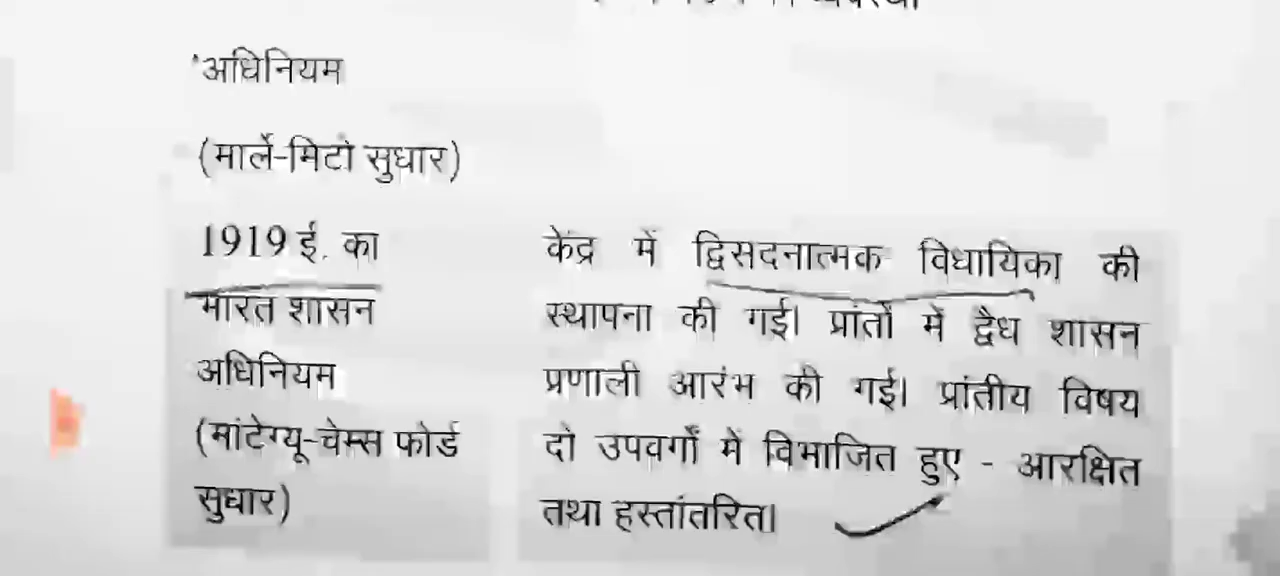 'अधिनियम
(मार्ले-मिटो सुधार)
1919 ई. का
भारत शासन
अधिनियम
(मांटेग्यू-चेम्स फोर्ड
सुधार)
केंद्र में द्विसदनात्मक विधायिका की
स्थापना की गई। प्रांतों में द्वैध शासन
प्रणाली आरंभ की गई। प्रांतीय विषय
दो उपवर्गों में विभाजित हुए - आरक्षित
तथा हस्तांतरित।